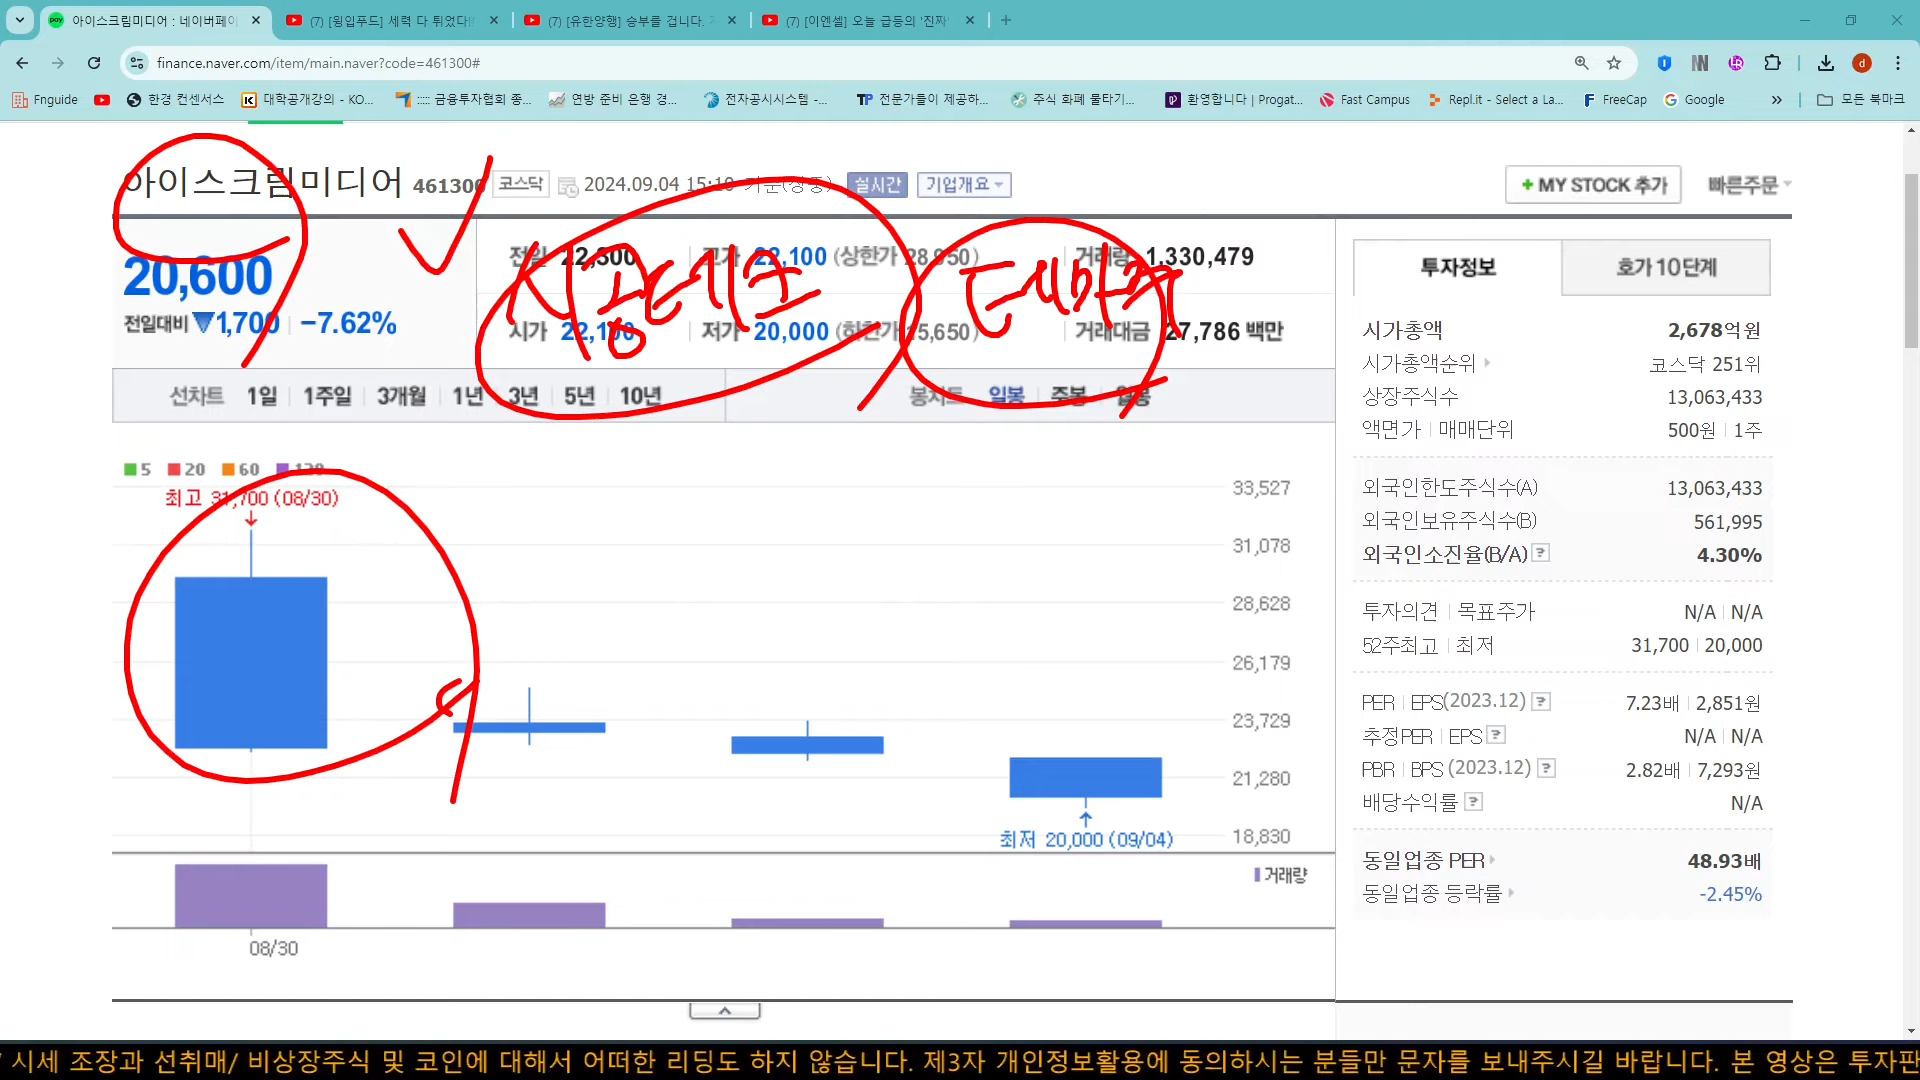 아이스크림미디어 : 네이버페이
(7) [윙입푸드] 세력 다 튀었다!
(7) [유한양행] 승부를 겁니다.
(7) [이엔셀] 오늘 급등의 '진짜'
finance.naver.com/item/main.naver?code=461300#
Fnguide
한경 컨센서스
대학공개강의 - KO...
::::: 금융투자협회 종...
연방 준비 은행 경...
전자공시시스템 -...
전문가들이 제공하...
주식 화폐 물타기...
환영합니다 | Progat...
Fast Campus
Repl.it - Select a La...
FreeCap
Google
모든 북마크
아이스크림미디어 461300 코스닥 2024.09.04 15:10 기준(장중) 실시간 기업개요
+ MY STOCK 추가 빠른주문
20,600
전일대비 ▼1,700 | −7.62%
전일 22,300 고가 22,100 (상한가 28,950) 거래량 1,330,479
시가 22,100 저가 20,000 (하한가 15,650) 거래대금 27,786 백만
테마주
선차트 1일 1주일 3개월 1년 3년 5년 10년 봉차트 일봉 주봉 월봉
5 20 60 120
최고 31,700 (08/30)
33,527
31,078
28,628
26,179
23,729
21,280
18,830
최저 20,000 (09/04)
거래량
08/30
투자정보 호가 10단계
시가총액 2,678억원
시가총액순위 코스닥 251위
상장주식수 13,063,433
액면가 | 매매단위 500원 | 1주
외국인한도주식수(A) 13,063,433
외국인보유주식수(B) 561,995
외국인소진율(B/A) ? 4.30%
투자의견 | 목표주가 N/A | N/A
52주최고 | 최저 31,700 | 20,000
PER | EPS(2023.12) ? 7.23배 | 2,851원
추정PER | EPS ? N/A | N/A
PBR | BPS (2023.12) ? 2.82배 | 7,293원
배당수익률 ? N/A
동일업종 PER 48.93배
동일업종 등락률 -2.45%
/ 시세 조장과 선취매/ 비상장주식 및 코인에 대해서 어떠한 리딩도 하지 않습니다. 제3자 개인정보활용에 동의하시는 분들만 문자를 보내주시길 바랍니다. 본 영상은 투자판